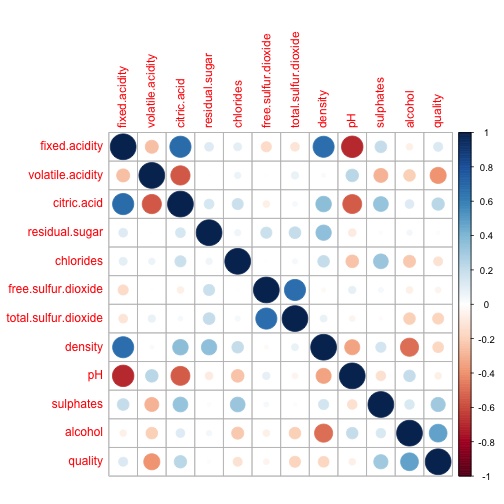 fixed.acidity
volatile.acidity
citric.acid
residual.sugar
chlorides
free.sulfur.dioxide
total.sulfur.dioxide
density
pH
sulphates
alcohol
quality
fixed.acidity
volatile.acidity
citric.acid
residual.sugar
chlorides
free.sulfur.dioxide
total.sulfur.dioxide
density
pH
sulphates
alcohol
quality
1
0.8
0.6
0.4
0.2
0
-0.2
-0.4
-0.6
-0.8
-1